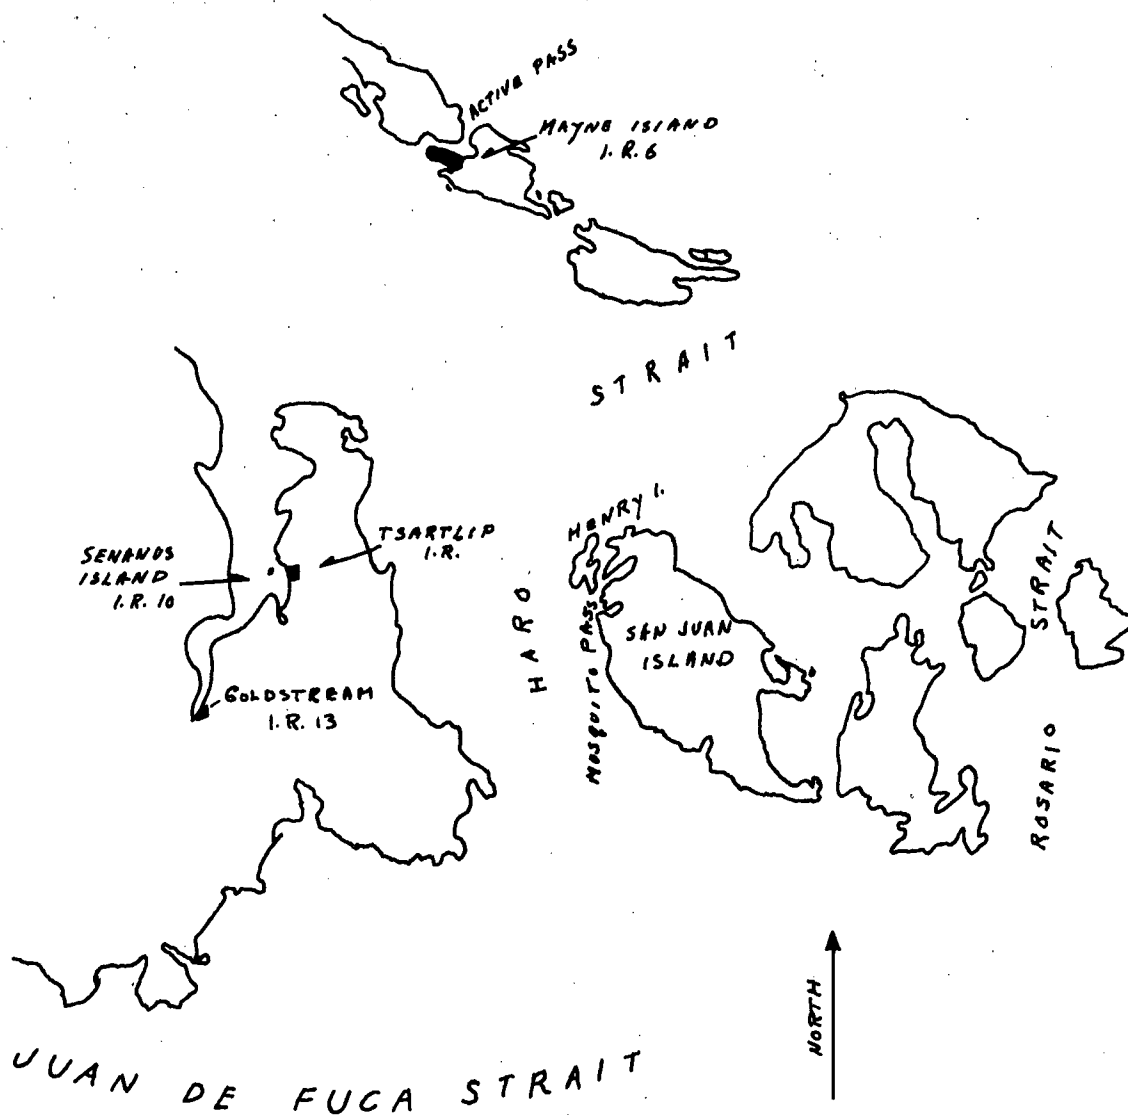 ACTIVE PASS
MAYNE ISLAND
I.R. 6
STRAIT
HENRY I.
TSARTLIP
I.R.
SENANOS
ISLAND
I.R. 10
HARO
MOSQUITO PASS
SAN JUAN
ISLAND
STRAIT
GOLDSTREAM
I.R. 13
ROSARIO
NORTH
JUAN DE FUCA STRAIT